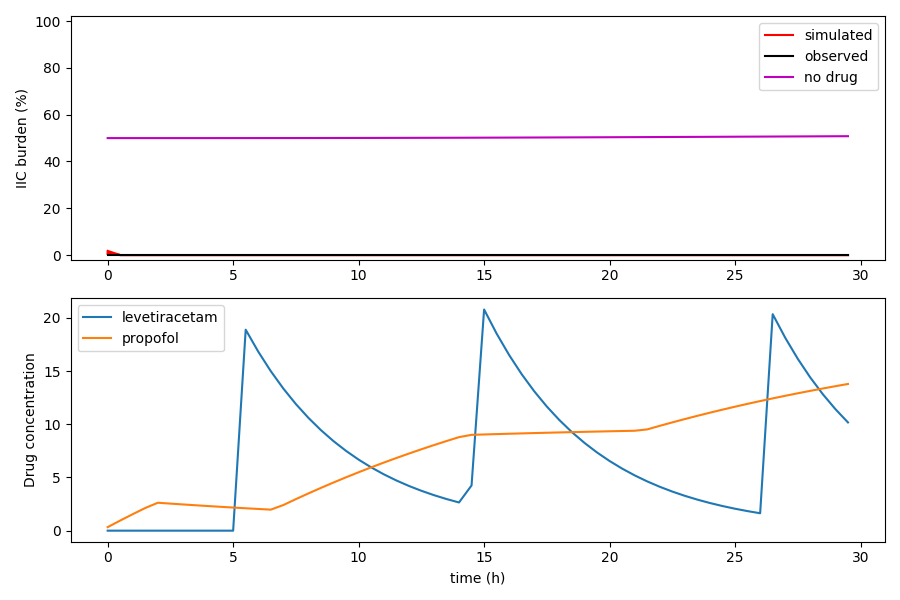 100
80
60
40
20
0
IIC burden (%)
simulated
observed
no drug
0 5 10 15 20 25 30
20
15
10
5
0
Drug concentration
levetiracetam
propofol
0 5 10 15 20 25 30
time (h)